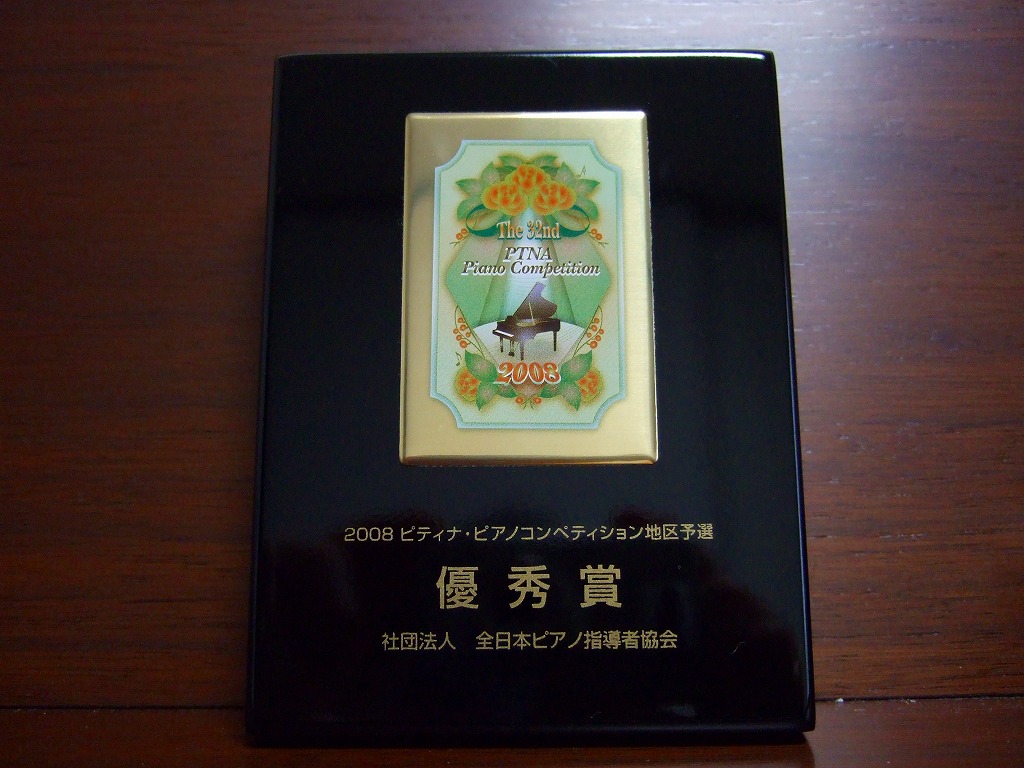 The 32nd
PTNA
Piano Competition
2008
2008 ピティナ・ピアノコンペティション地区予選
優秀賞
社団法人　全日本ピアノ指導者協会